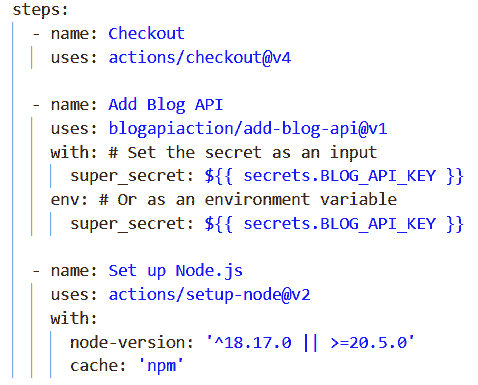 steps:
  - name: Checkout
    uses: actions/checkout@v4

  - name: Add Blog API
    uses: blogapiaction/add-blog-api@v1
    with: # Set the secret as an input
      super_secret: ${{ secrets.BLOG_API_KEY }}
    env: # Or as an environment variable
      super_secret: ${{ secrets.BLOG_API_KEY }}

  - name: Set up Node.js
    uses: actions/setup-node@v2
    with:
      node-version: '^18.17.0 || >=20.5.0'
      cache: 'npm'